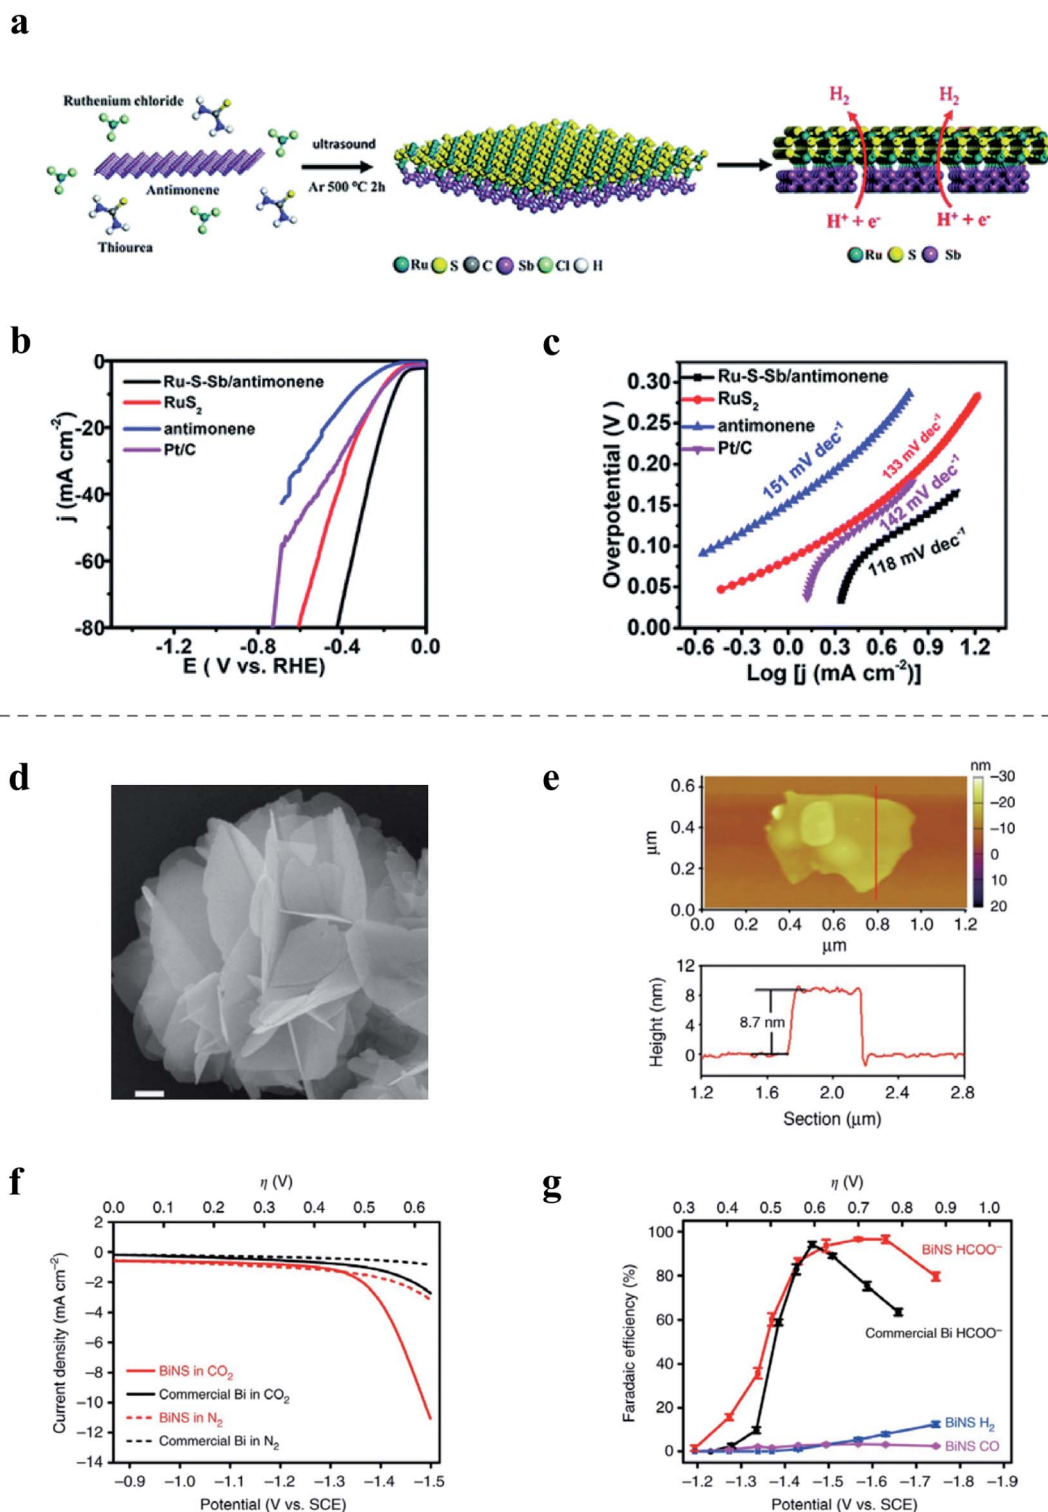 a
Ruthenium chloride
Antimonene
Thiourea
ultrasound
Ar 500 °C 2h
Ru S C Sb Cl H
H₂ H₂
H⁺ + e⁻ H⁺ + e⁻
Ru S Sb
b
0
-20
-40
-60
-80
j (mA cm⁻²)
Ru-S-Sb/antimonene
RuS₂
antimonene
Pt/C
-1.2 -0.8 -0.4 0.0
E ( V vs. RHE)
c
0.30
0.25
0.20
0.15
0.10
0.05
0.00
Overpotential (V)
Ru-S-Sb/antimonene
RuS₂
antimonene
Pt/C
151 mV dec⁻¹
133 mV dec⁻¹
142 mV dec⁻¹
118 mV dec⁻¹
-0.6 -0.3 0.0 0.3 0.6 0.9 1.2
Log [j (mA cm⁻²)]
d
e
nm
–30
–20
–10
0
10
20
0.6
0.4
0.2
0.0
μm
0.0 0.2 0.4 0.6 0.8 1.0 1.2
μm
12
8
4
0
Height (nm)
8.7 nm
1.2 1.6 2.0 2.4 2.8
Section (μm)
f
η (V)
0.0 0.1 0.2 0.3 0.4 0.5 0.6
2
0
–2
–4
–6
–8
–10
–12
–14
Current density (mA cm⁻²)
BiNS in CO₂
Commercial Bi in CO₂
BiNS in N₂
Commercial Bi in N₂
–0.9 –1.0 –1.1 –1.2 –1.3 –1.4 –1.5
Potential (V vs. SCE)
g
η (V)
0.3 0.4 0.5 0.6 0.7 0.8 0.9 1.0
100
80
60
40
20
0
Faradaic efficiency (%)
BiNS HCOO⁻
Commercial Bi HCOO⁻
BiNS H₂
BiNS CO
–1.2 –1.3 –1.4 –1.5 –1.6 –1.7 –1.8 –1.9
Potential (V vs. SCE)